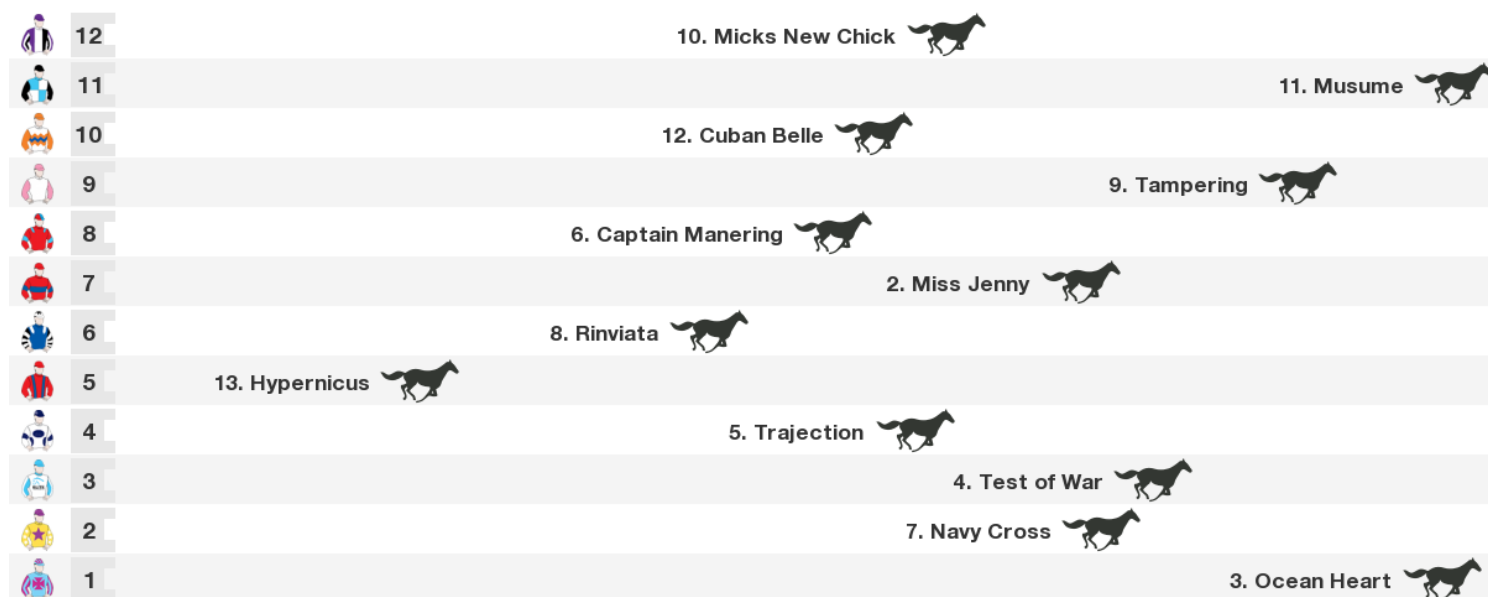 12 10. Micks New Chick
11 11. Musume
10 12. Cuban Belle
9 9. Tampering
8 6. Captain Manering
7 2. Miss Jenny
6 8. Rinviata
5 13. Hypernicus
4 5. Trajection
3 4. Test of War
2 7. Navy Cross
1 3. Ocean Heart